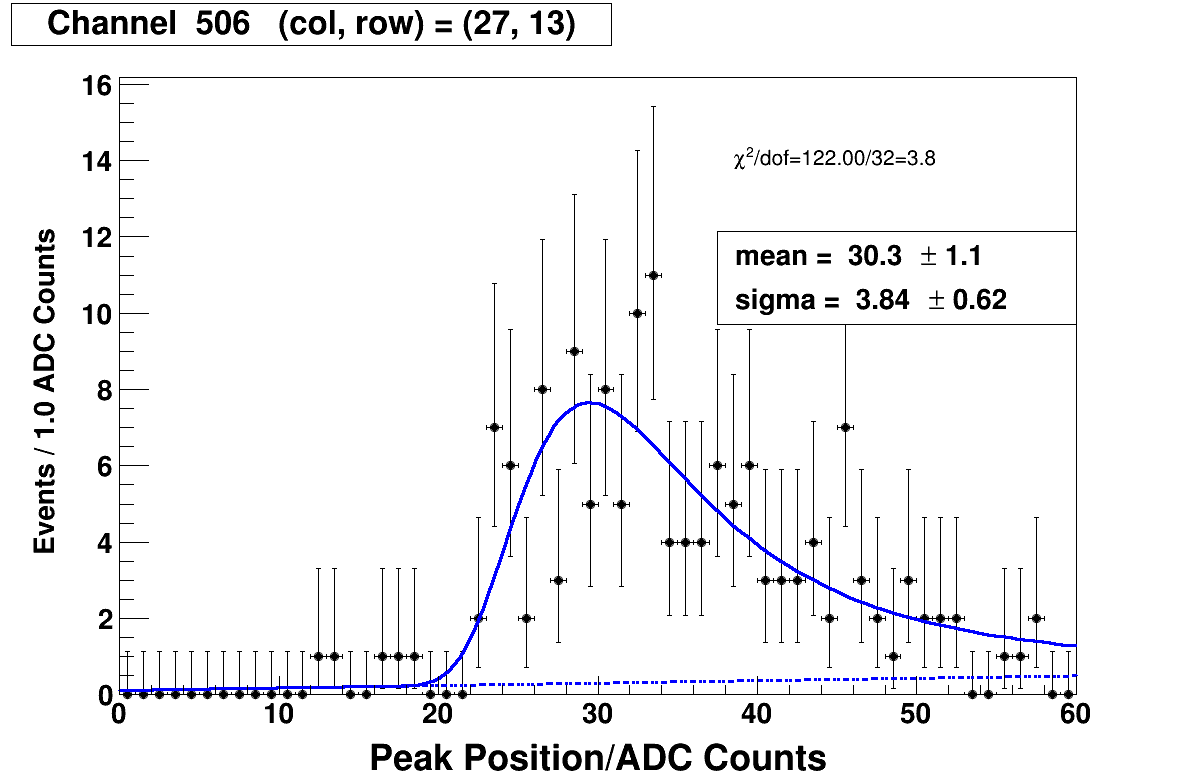 Channel 506 (col, row) = (27, 13)
16
14
12
10
8
6
4
2
0
Events / 1.0 ADC Counts
χ²/dof=122.00/32=3.8
mean = 30.3 ± 1.1
sigma = 3.84 ± 0.62
0 10 20 30 40 50 60
Peak Position/ADC Counts